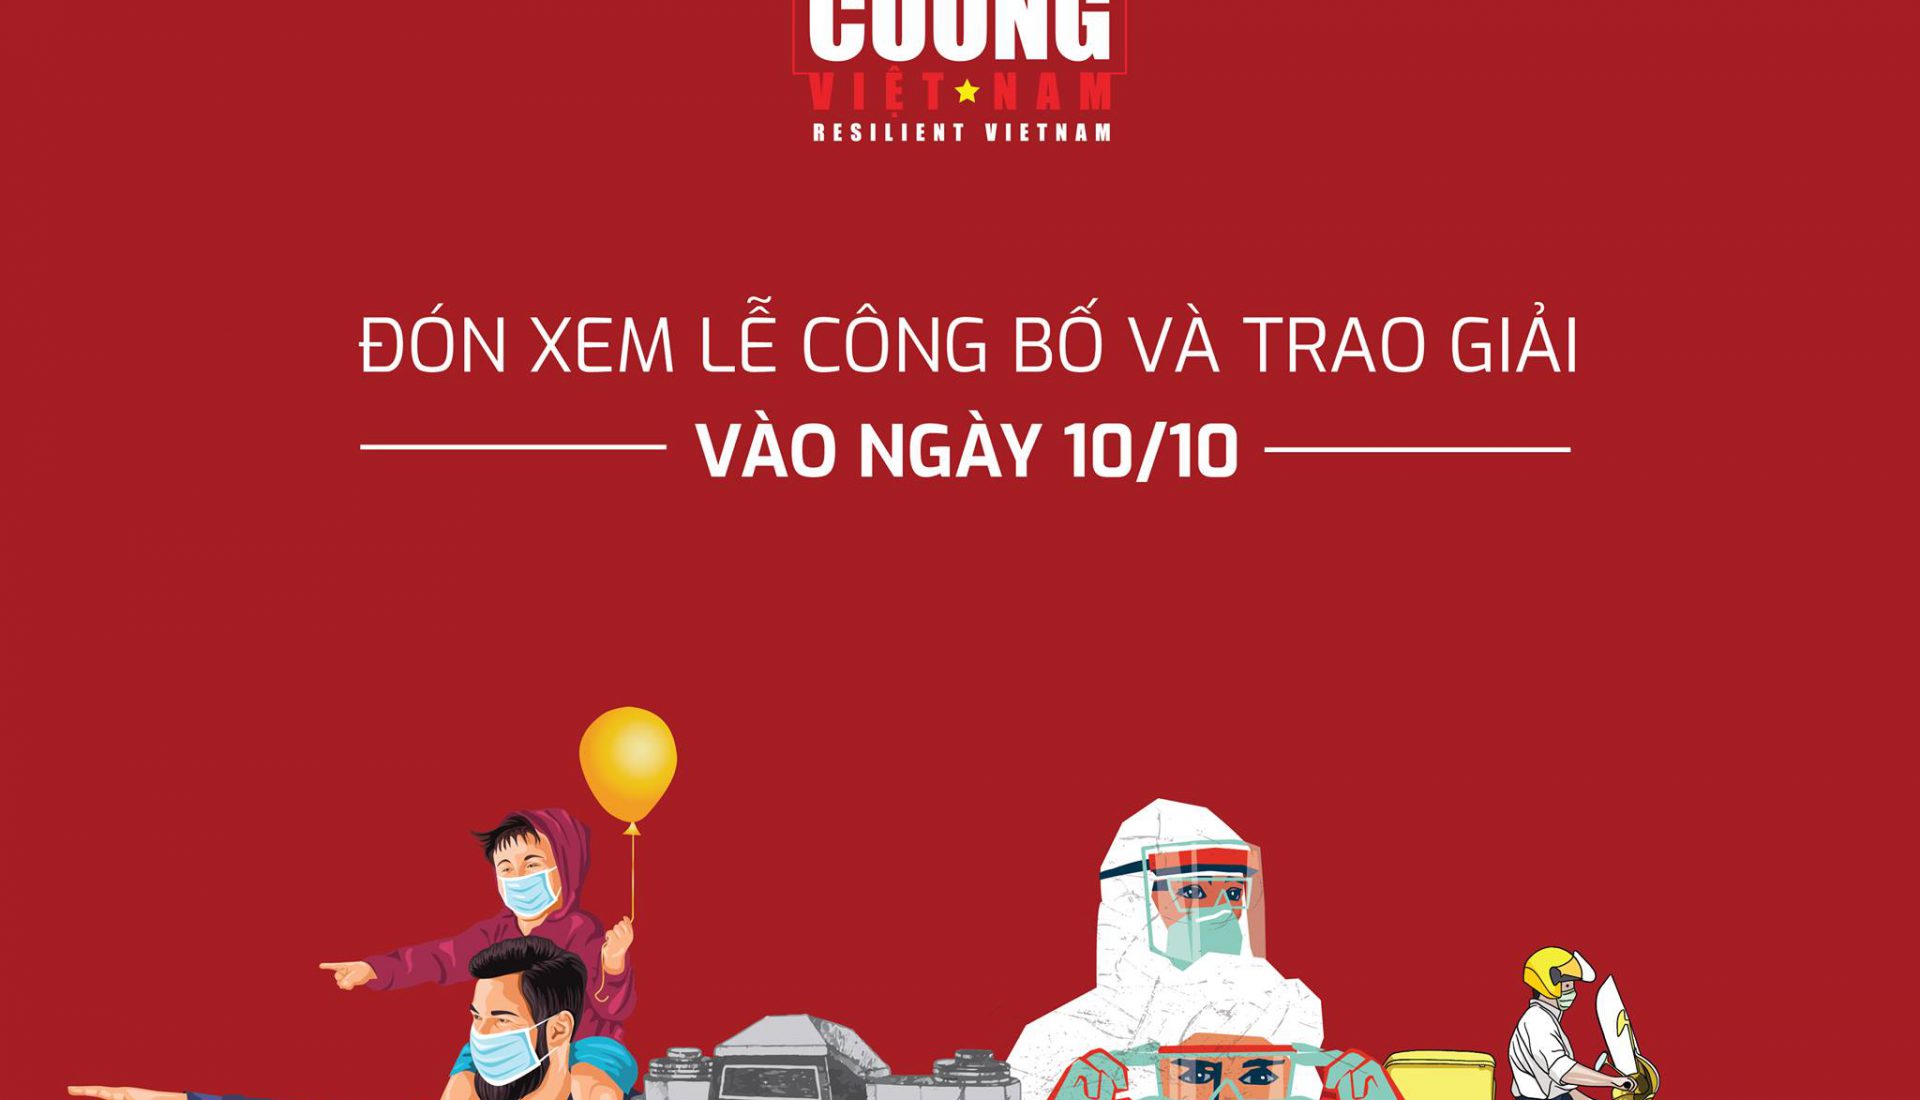 CƯỜNG
VIỆT NAM
RESILIENT VIETNAM
ĐÓN XEM LỄ CÔNG BỐ VÀ TRAO GIẢI
VÀO NGÀY 10/10